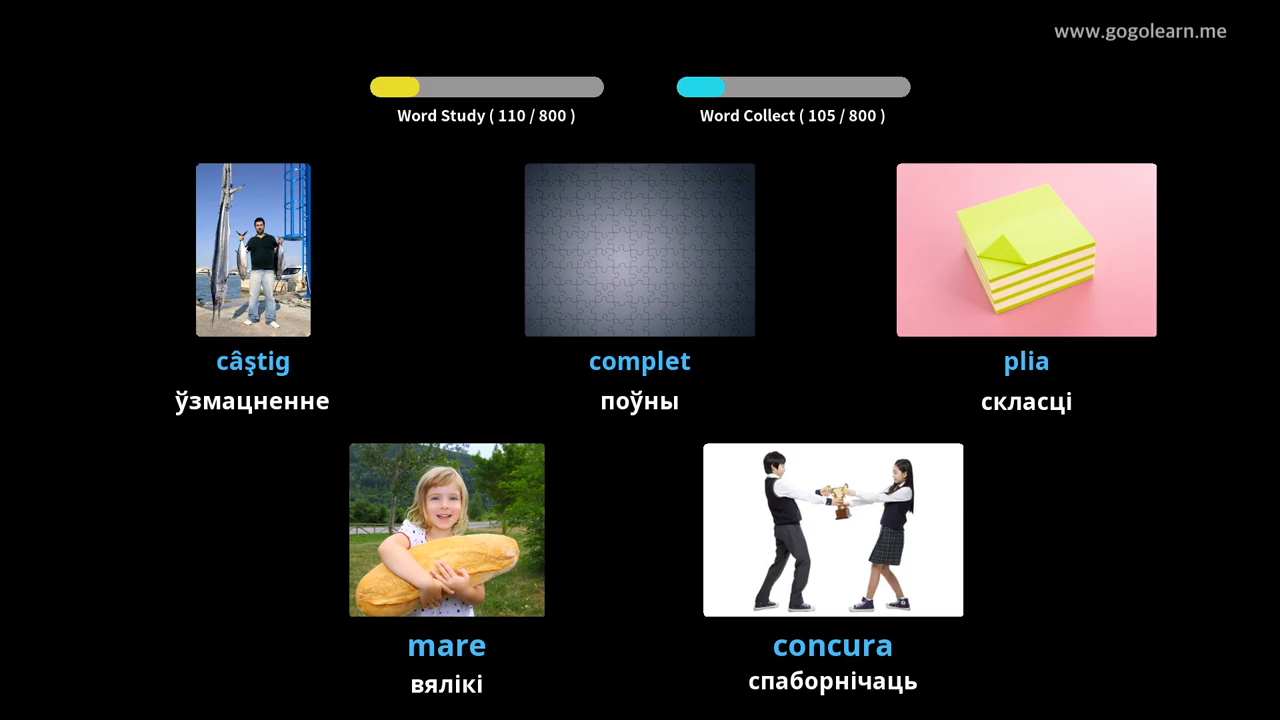 www.gogolearn.me
Word Study ( 110 / 800 )
Word Collect ( 105 / 800 )
câştig
complet
plia
ўзмацненне
поўны
скласці
mare
concura
вялікі
спаборнічаць